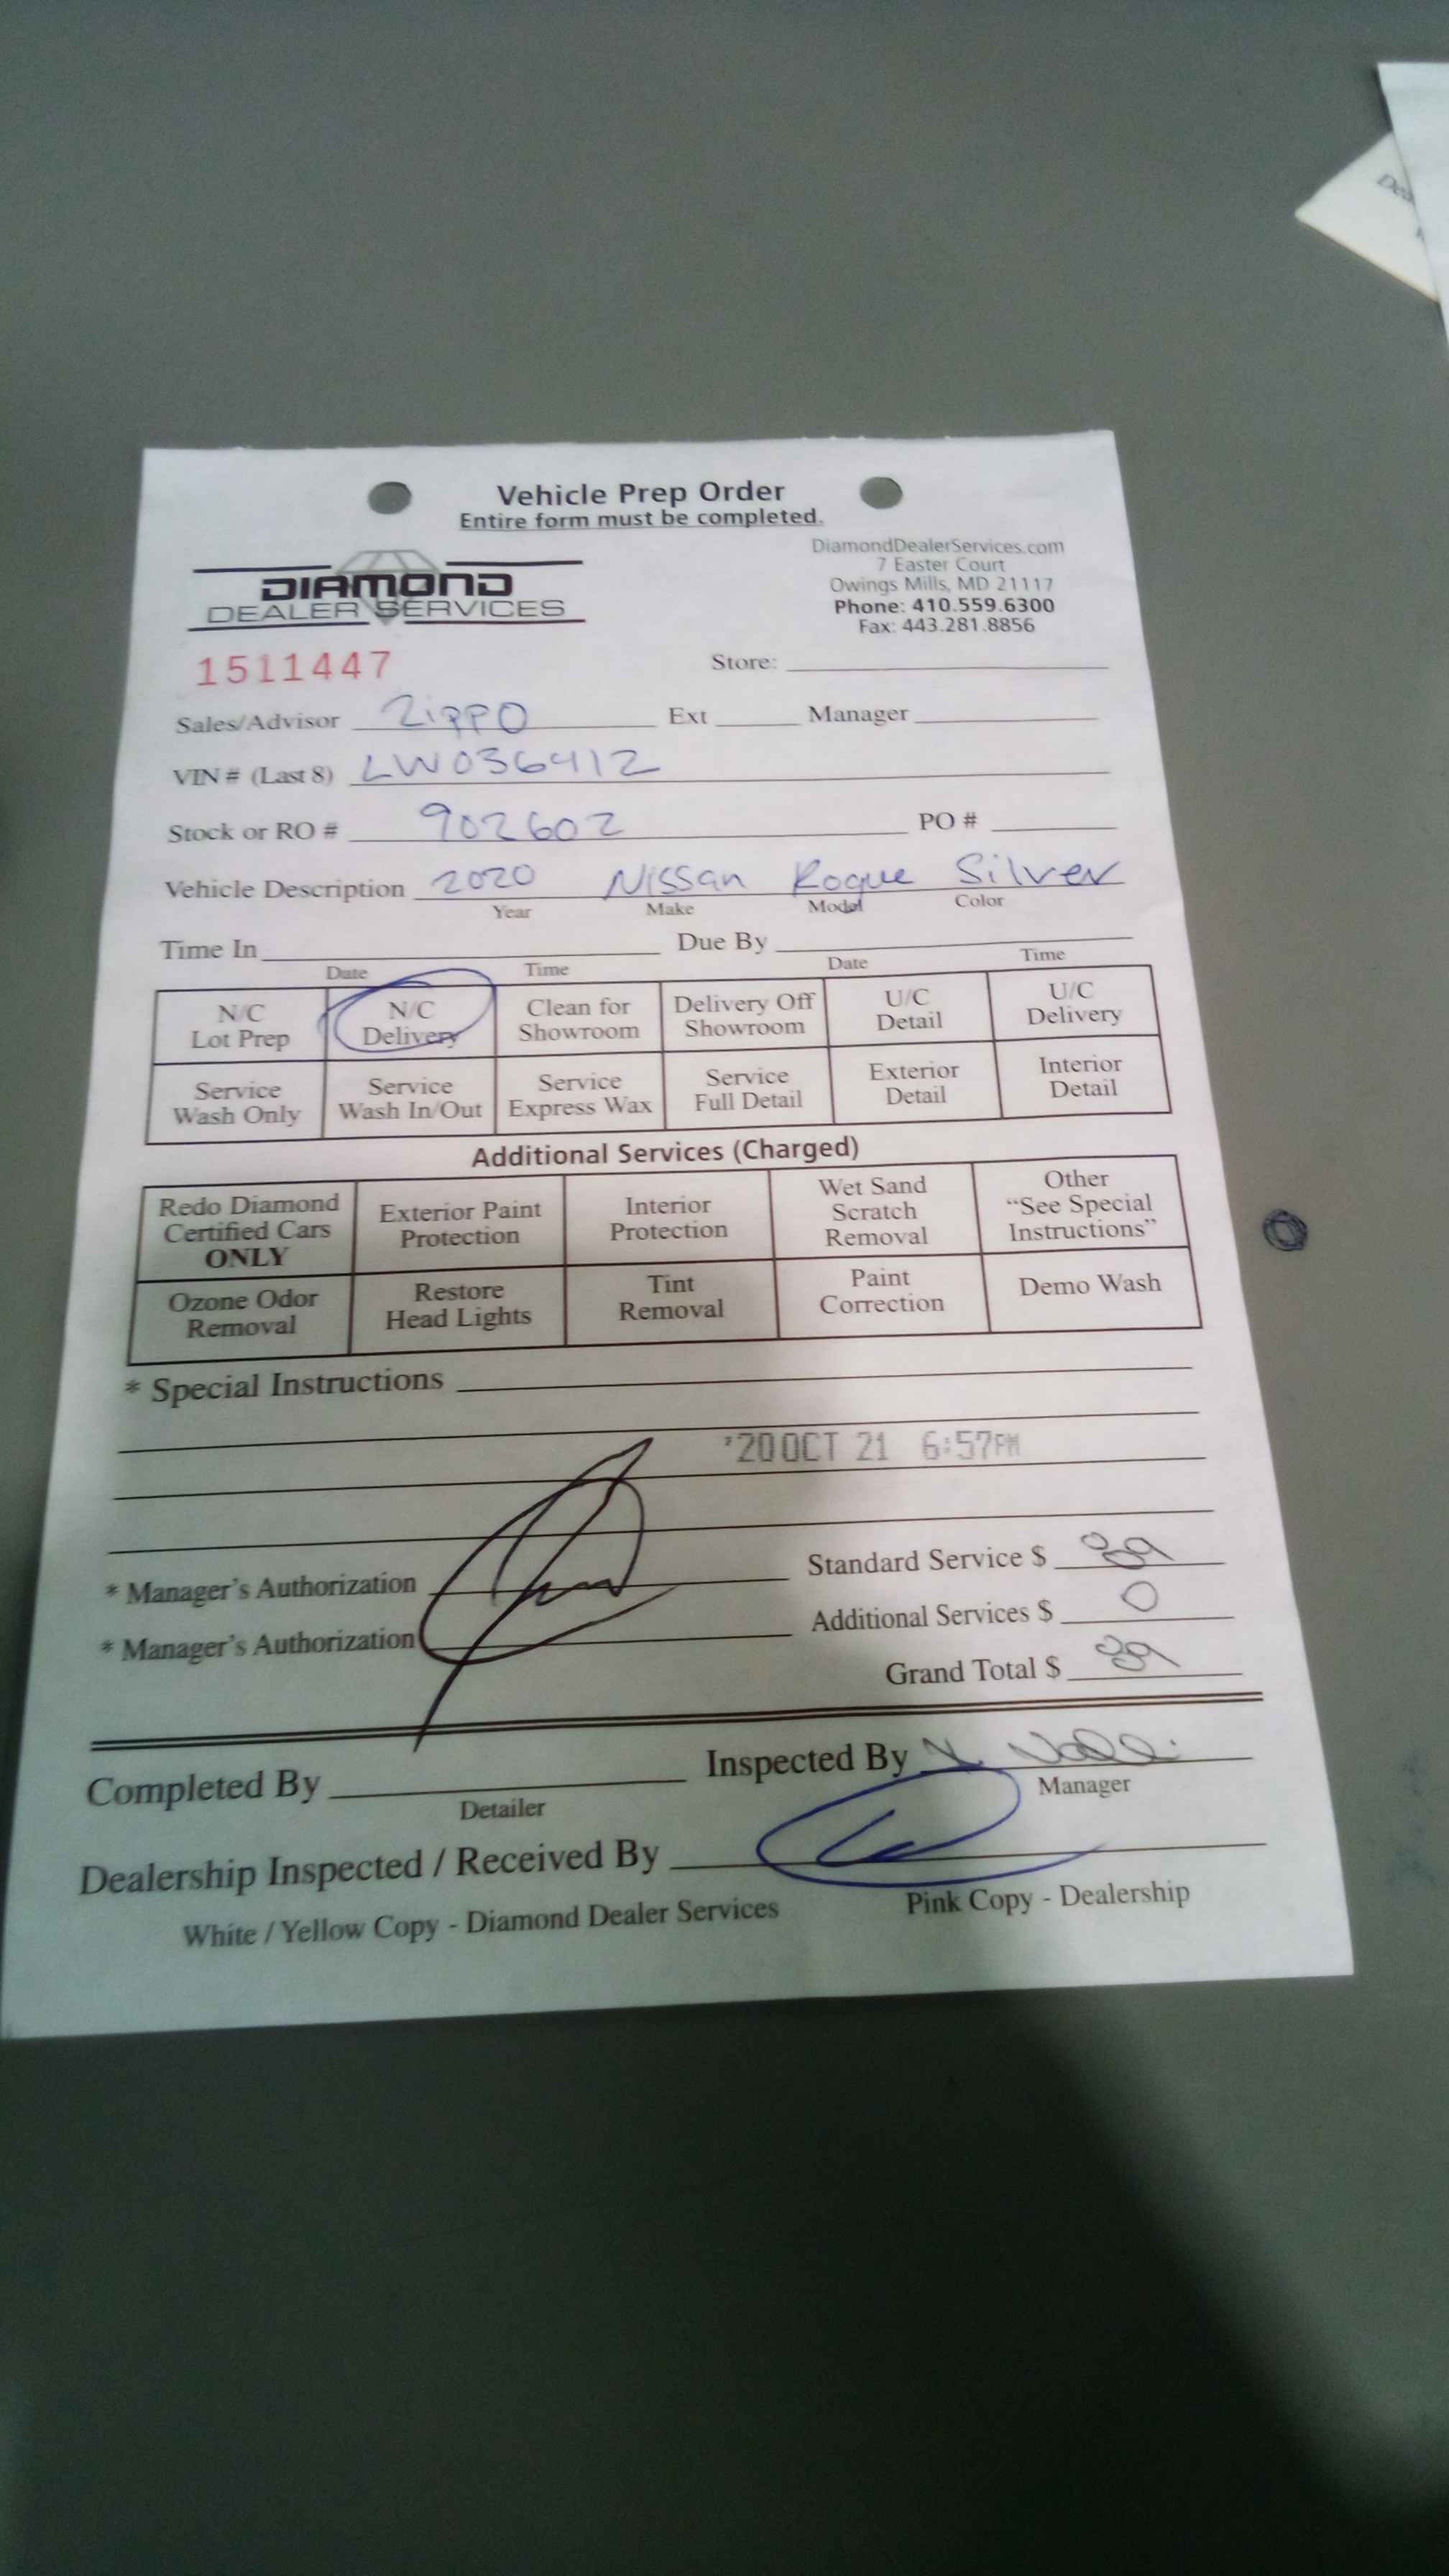 Vehicle Prep Order
Entire form must be completed.
DIAMOND
DEALER SERVICES
DiamondDealerServices.com
7 Easter Court
Owings Mills, MD 21117
Phone: 410.559.6300
Fax: 443.281.8856
1511447
Store:
Sales/Advisor Zippo Ext Manager
VIN # (Last 8) LW036412
Stock or RO # 902602 PO #
Vehicle Description 2020 Nissan Rogue Silver
Year Make Model Color
Time In Due By
Date Time Date Time
N/C Lot Prep N/C Delivery Clean for Showroom Delivery Off Showroom U/C Detail U/C Delivery
Service Wash Only Service Wash In/Out Service Express Wax Service Full Detail Exterior Detail Interior Detail
Additional Services (Charged)
Redo Diamond Certified Cars ONLY Exterior Paint Protection Interior Protection Wet Sand Scratch Removal Other "See Special Instructions"
Ozone Odor Removal Restore Head Lights Tint Removal Paint Correction Demo Wash
* Special Instructions
'20 OCT 21 6:57PM
* Manager's Authorization Standard Service $ 39
* Manager's Authorization Additional Services $ 0
Grand Total $ 39
Completed By Inspected By
Detailer Manager
Dealership Inspected / Received By
White / Yellow Copy - Diamond Dealer Services Pink Copy - Dealership